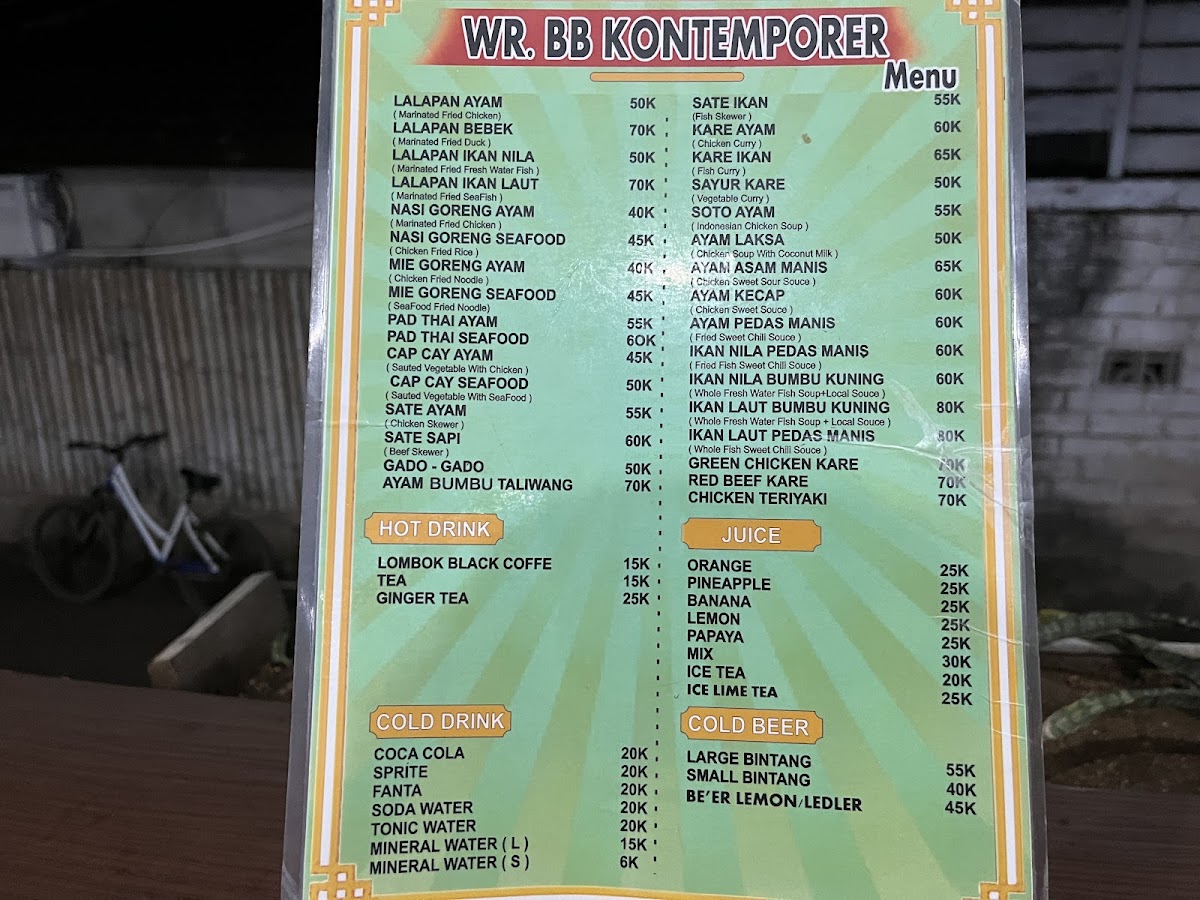 WR. BB KONTEMPORER
Menu
LALAPAN AYAM 50K
( Marinated Fried Chicken)
LALAPAN BEBEK 70K
( Marinated Fried Duck )
LALAPAN IKAN NILA 50K
( Marinated Fried Fresh Water Fish )
LALAPAN IKAN LAUT 70K
( Marinated Fried SeaFish )
NASI GORENG AYAM 40K
( Marinated Fried Chicken )
NASI GORENG SEAFOOD 45K
( Chicken Fried Rice )
MIE GORENG AYAM 40K
( Chicken Fried Noodle )
MIE GORENG SEAFOOD 45K
( SeaFood Fried Noodle)
PAD THAI AYAM 55K
PAD THAI SEAFOOD 6OK
CAP CAY AYAM 45K
( Sauted Vegetable With Chicken )
CAP CAY SEAFOOD 50K
( Sauted Vegetable With SeaFood )
SATE AYAM 55K
( Chicken Skewer )
SATE SAPI 60K
( Beef Skewer )
GADO - GADO 50K
AYAM BUMBU TALIWANG 70K
SATE IKAN 55K
(Fish Skewer )
KARE AYAM 60K
( Chicken Curry )
KARE IKAN 65K
( Fish Curry )
SAYUR KARE 50K
( Vegetable Curry )
SOTO AYAM 55K
( Indonesian Chicken Soup )
AYAM LAKSA 50K
( Chicken Soup With Coconut Milk )
AYAM ASAM MANIS 65K
( Chicken Sweet Sour Souce )
AYAM KECAP 60K
( Chicken Sweet Souce )
AYAM PEDAS MANIS 60K
( Fried Sweet Chili Souce )
IKAN NILA PEDAS MANIS 60K
( Fried Fish Sweet Chili Souce )
IKAN NILA BUMBU KUNING 60K
( Whole Fresh Water Fish Soup+Local Souce )
IKAN LAUT BUMBU KUNING 80K
( Whole Fresh Water Fish Soup + Local Souce )
IKAN LAUT PEDAS MANIS 80K
( Whole Fish Sweet Chili Souce )
GREEN CHICKEN KARE 70K
RED BEEF KARE 70K
CHICKEN TERIYAKI 70K
HOT DRINK
LOMBOK BLACK COFFE 15K
TEA 15K
GINGER TEA 25K
JUICE
ORANGE 25K
PINEAPPLE 25K
BANANA 25K
LEMON 25K
PAPAYA 25K
MIX 30K
ICE TEA 20K
ICE LIME TEA 25K
COLD DRINK
COCA COLA 20K
SPRITE 20K
FANTA 20K
SODA WATER 20K
TONIC WATER 20K
MINERAL WATER ( L ) 15K
MINERAL WATER ( S ) 6K
COLD BEER
LARGE BINTANG 55K
SMALL BINTANG 40K
BE'ER LEMON/LEDLER 45K